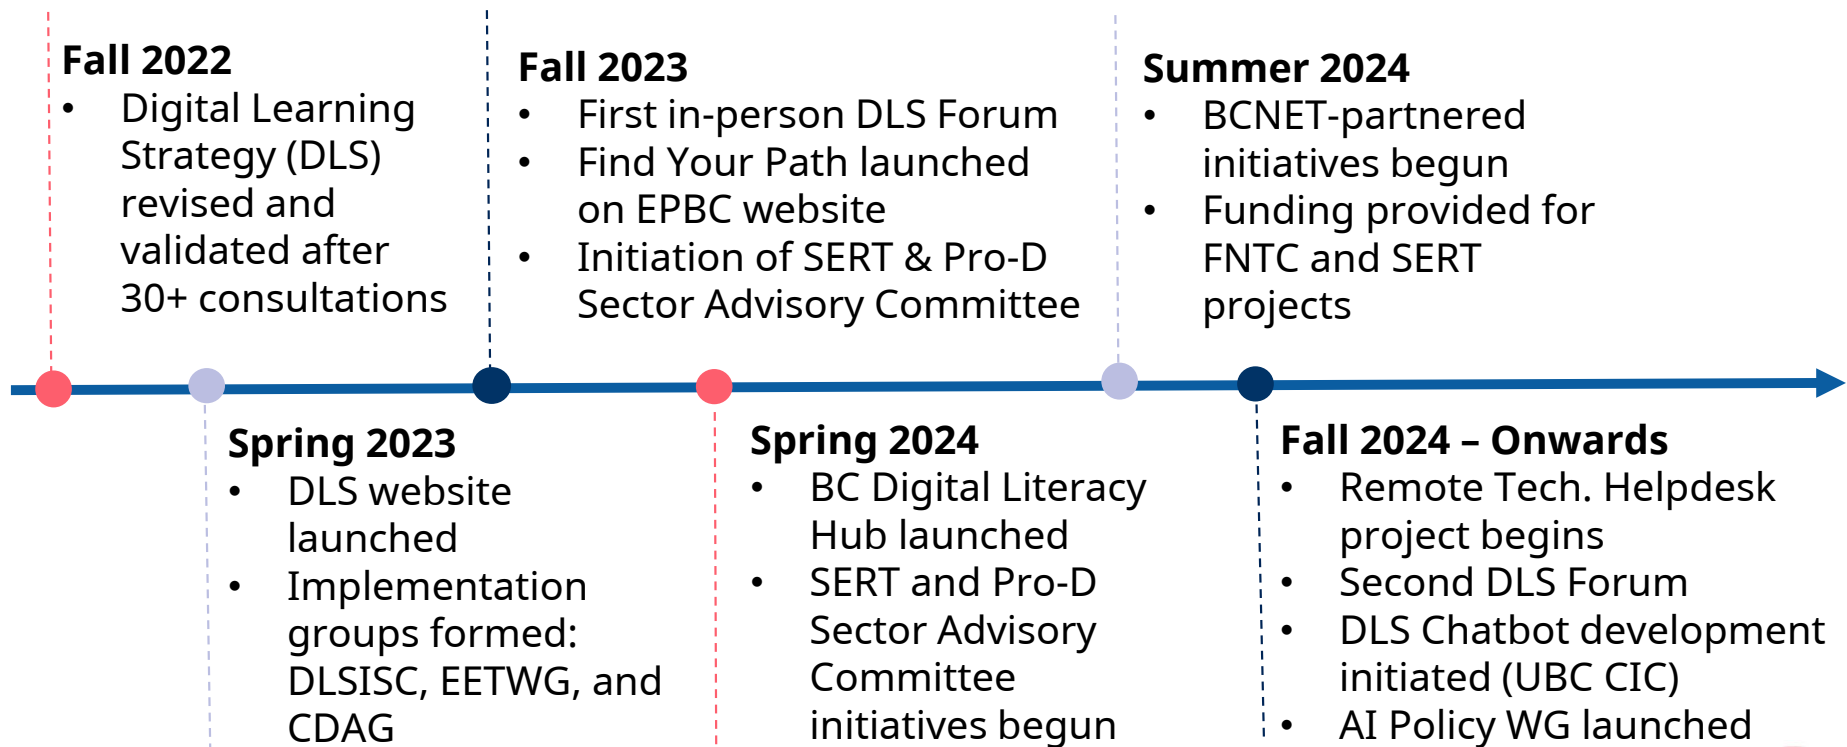 Fall 2022
• Digital Learning
Strategy (DLS)
revised and
validated after
30+ consultations
Fall 2023
• First in-person DLS Forum
• Find Your Path launched
on EPBC website
• Initiation of SERT & Pro-D
Sector Advisory Committee
Summer 2024
• BCNET-partnered
initiatives begun
• Funding provided for
FNTC and SERT
projects
Spring 2023
• DLS website
launched
• Implementation
groups formed:
DLSISC, EETWG, and
CDAG
Spring 2024
• BC Digital Literacy
Hub launched
• SERT and Pro-D
Sector Advisory
Committee
initiatives begun
Fall 2024 – Onwards
• Remote Tech. Helpdesk
project begins
• Second DLS Forum
• DLS Chatbot development
initiated (UBC CIC)
• AI Policy WG launched